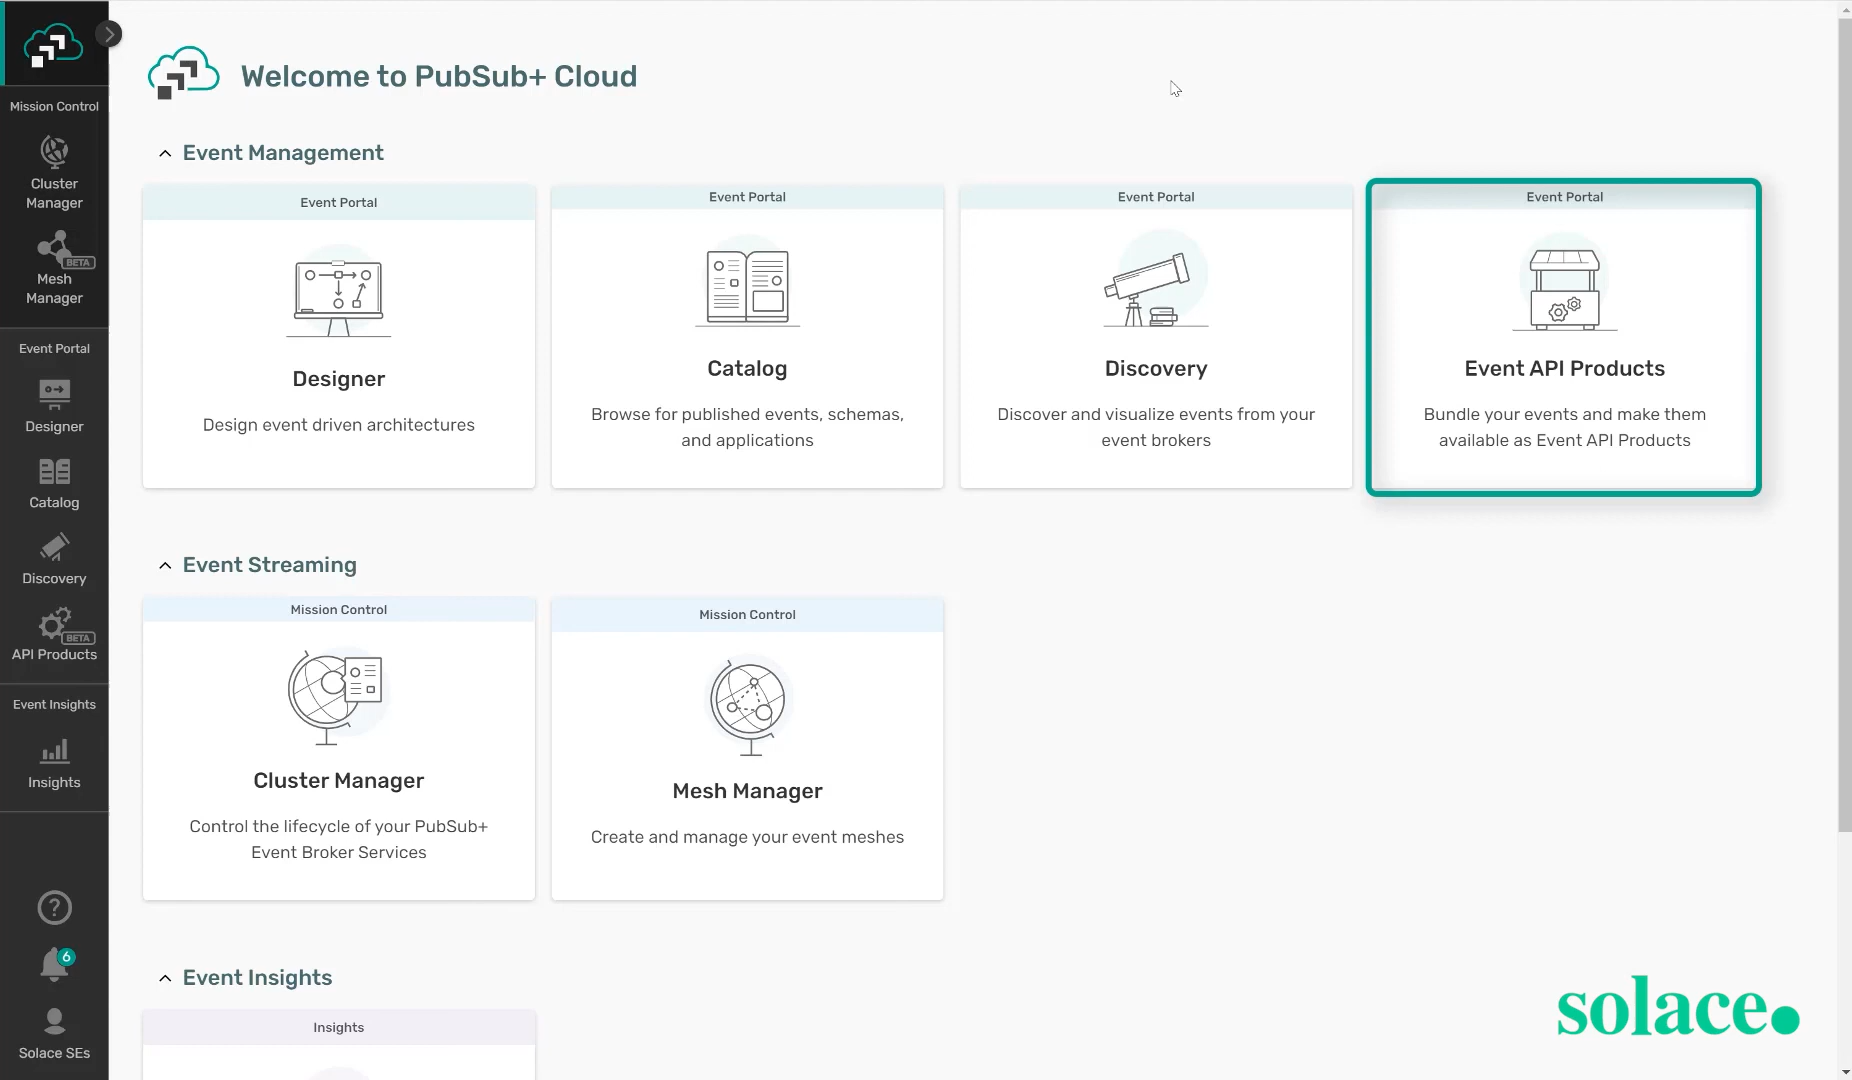 Mission Control
Cluster
Manager
BETA
Mesh
Manager
Event Portal
Designer
Catalog
Discovery
BETA
API Products
Event Insights
Insights
?
6
Solace SEs
Welcome to PubSub+ Cloud
Event Management
Event Portal
Designer
Design event driven architectures
Event Portal
Catalog
Browse for published events, schemas,
and applications
Event Portal
Discovery
Discover and visualize events from your
event brokers
Event Portal
Event API Products
Bundle your events and make them
available as Event API Products
Event Streaming
Mission Control
Cluster Manager
Control the lifecycle of your PubSub+
Event Broker Services
Mission Control
Mesh Manager
Create and manage your event meshes
Event Insights
Insights
solace.